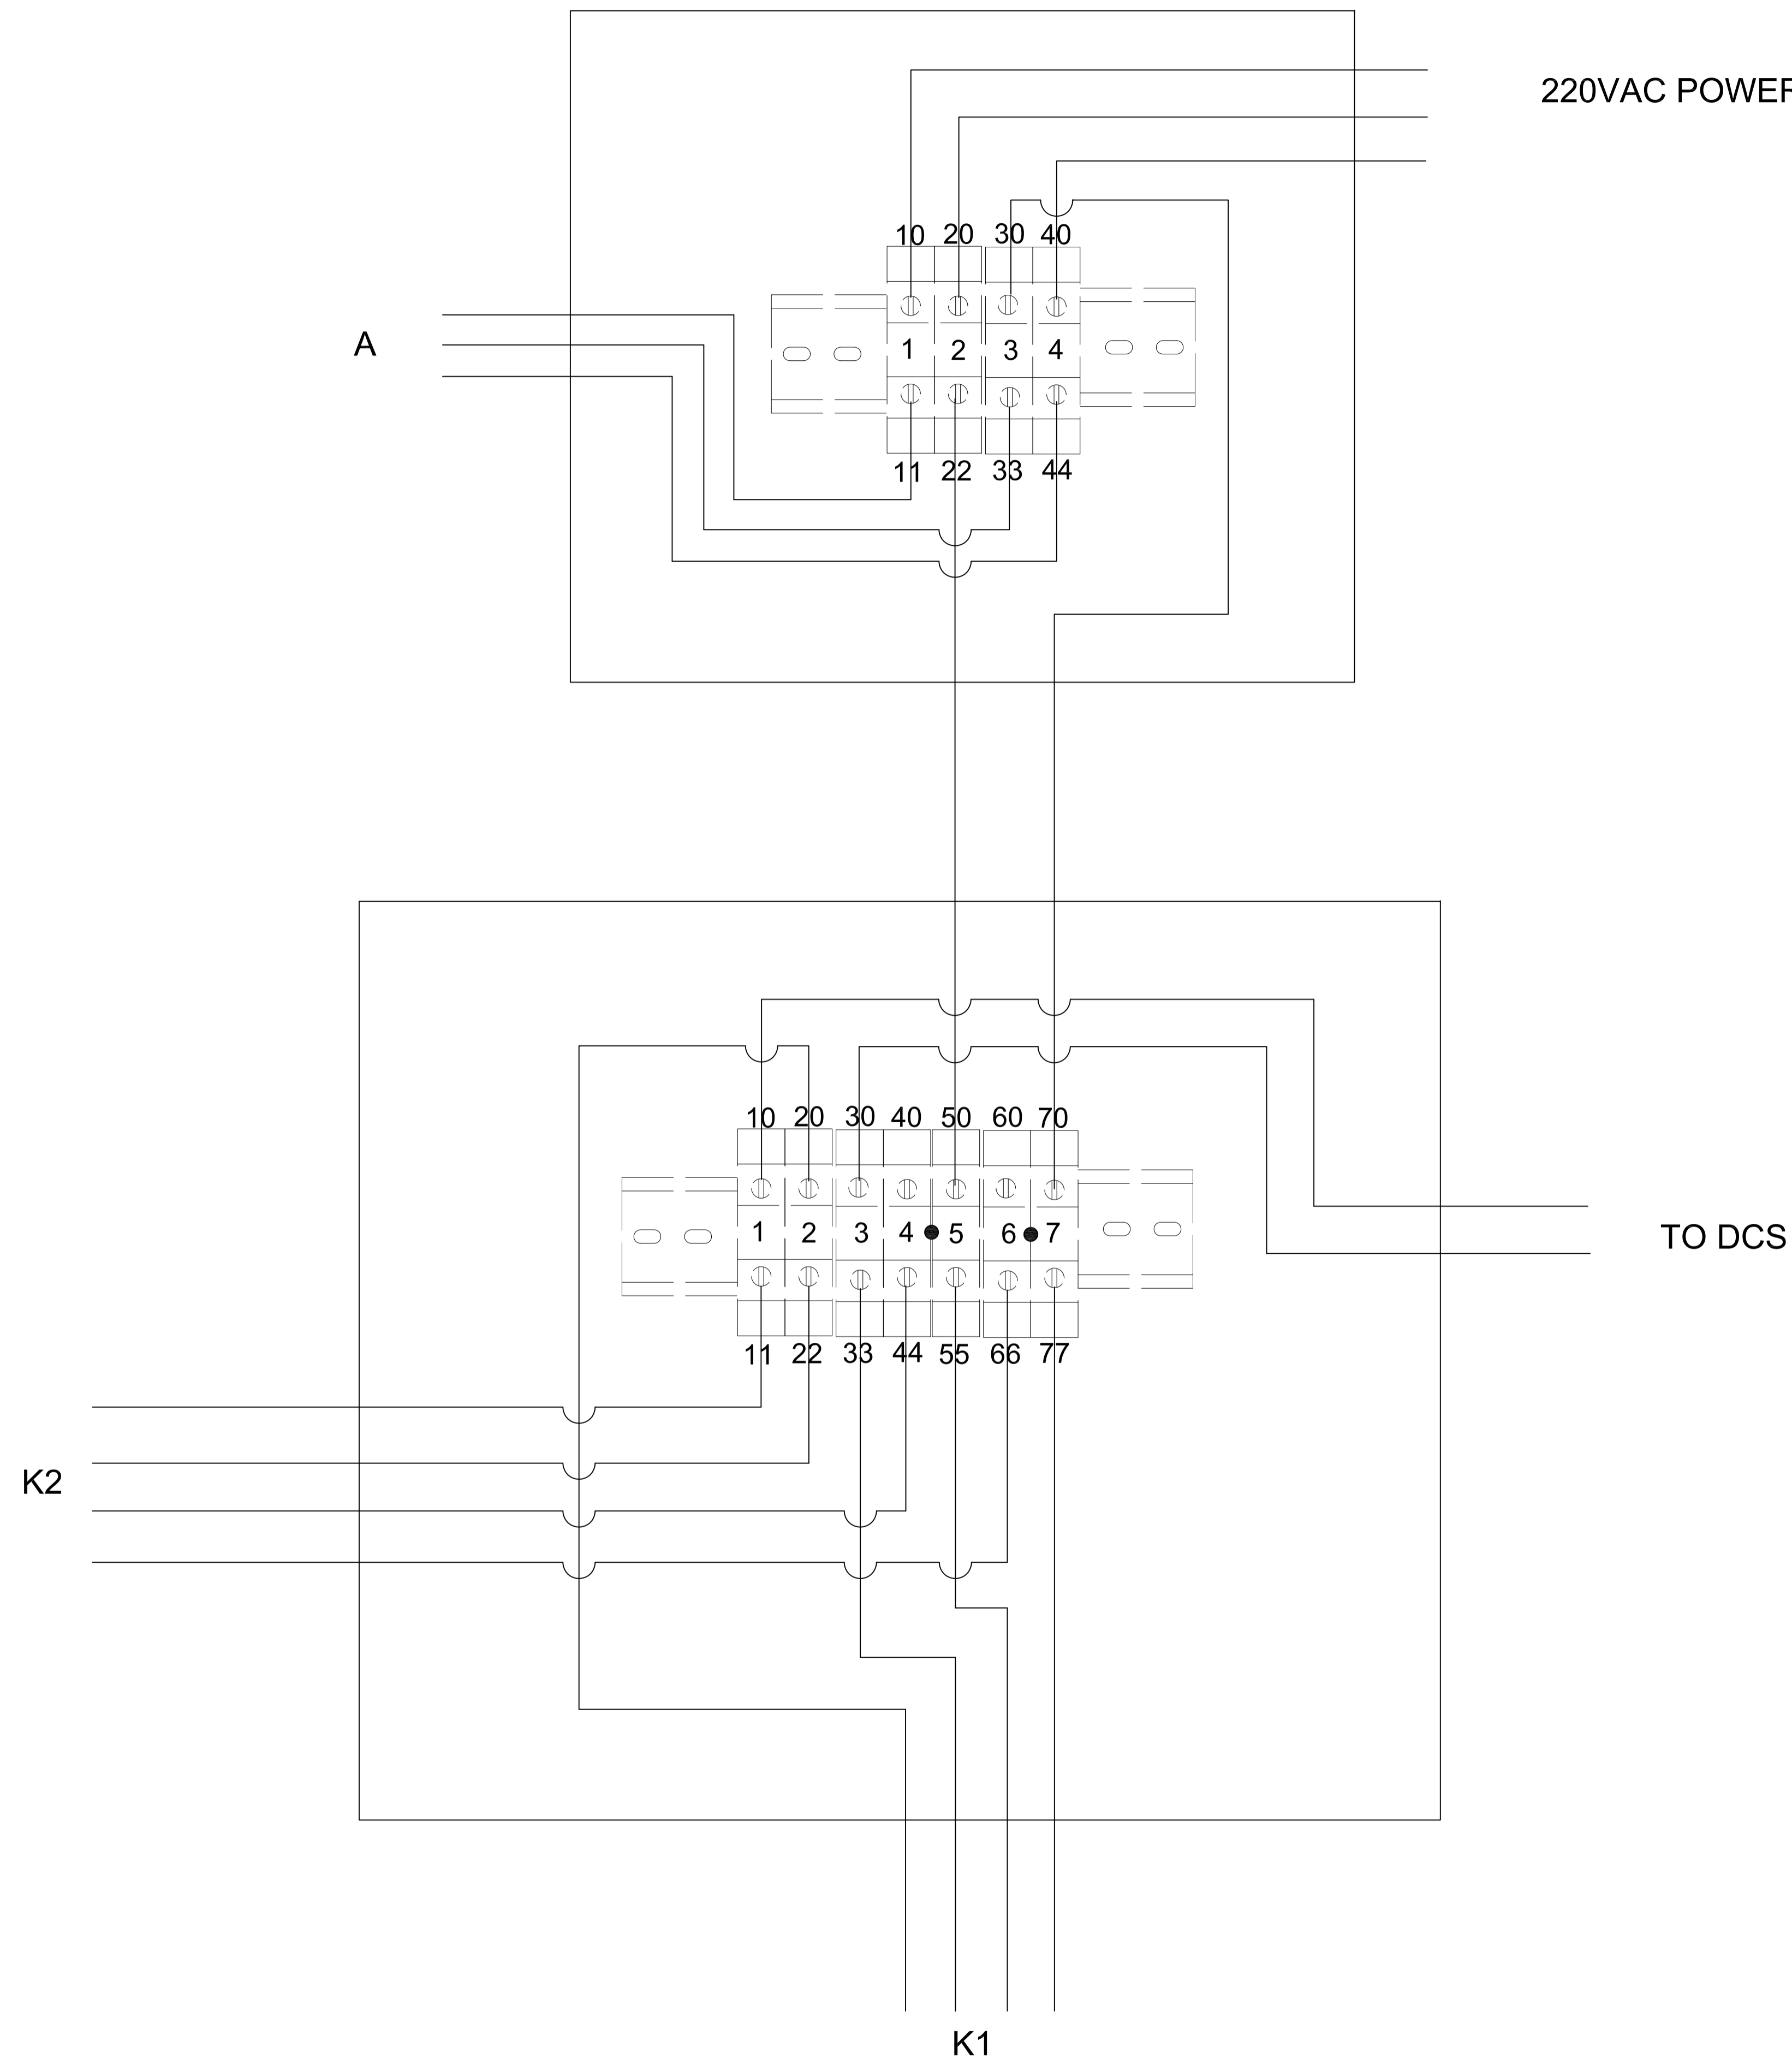 220VAC POWER
10 20 30 40
A
1 2 3 4
11 22 33 44
10 20 30 40 50 60 70
1 2 3 4 5 6 7
TO DCS
11 22 33 44 55 66 77
K2
K1